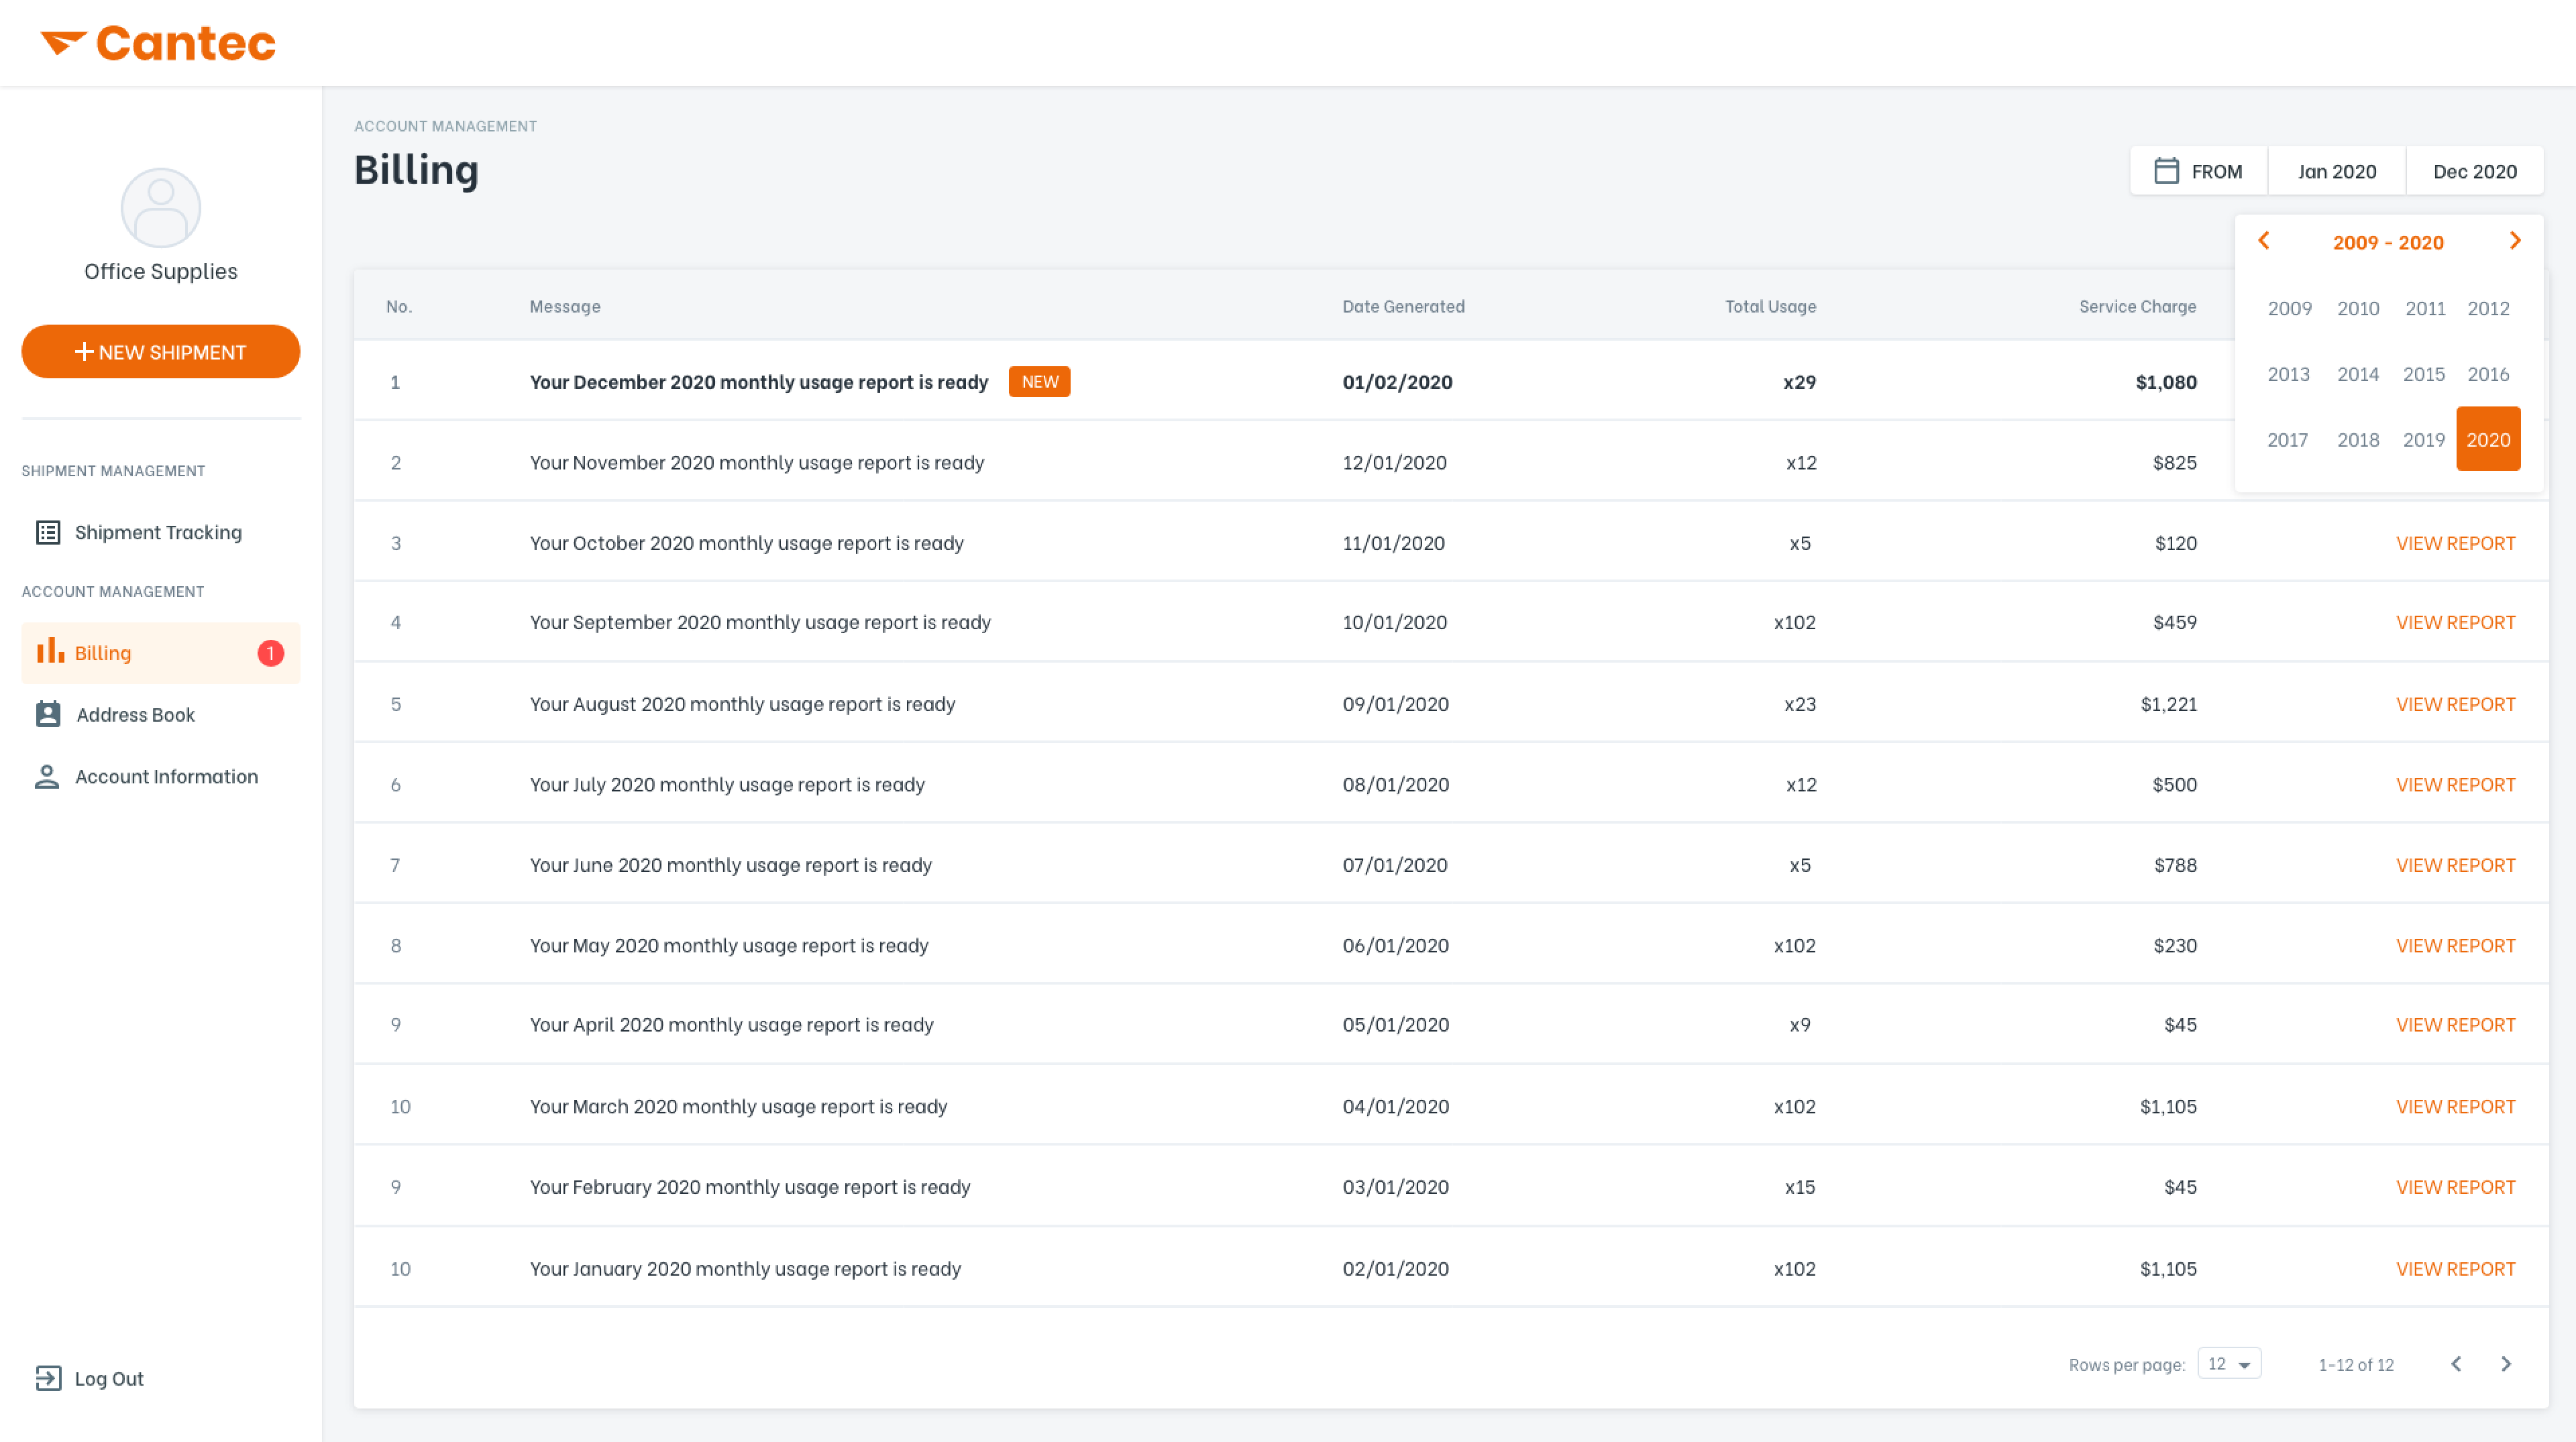 Cantec
ACCOUNT MANAGEMENT
Billing
FROM Jan 2020 Dec 2020
2009 - 2020
2009 2010 2011 2012
2013 2014 2015 2016
2017 2018 2019 2020
Office Supplies
NEW SHIPMENT
SHIPMENT MANAGEMENT
Shipment Tracking
ACCOUNT MANAGEMENT
Billing 1
Address Book
Account Information
Log Out
No. Message Date Generated Total Usage Service Charge
1 Your December 2020 monthly usage report is ready NEW 01/02/2020 x29 $1,080
2 Your November 2020 monthly usage report is ready 12/01/2020 x12 $825
3 Your October 2020 monthly usage report is ready 11/01/2020 x5 $120 VIEW REPORT
4 Your September 2020 monthly usage report is ready 10/01/2020 x102 $459 VIEW REPORT
5 Your August 2020 monthly usage report is ready 09/01/2020 x23 $1,221 VIEW REPORT
6 Your July 2020 monthly usage report is ready 08/01/2020 x12 $500 VIEW REPORT
7 Your June 2020 monthly usage report is ready 07/01/2020 x5 $788 VIEW REPORT
8 Your May 2020 monthly usage report is ready 06/01/2020 x102 $230 VIEW REPORT
9 Your April 2020 monthly usage report is ready 05/01/2020 x9 $45 VIEW REPORT
10 Your March 2020 monthly usage report is ready 04/01/2020 x102 $1,105 VIEW REPORT
9 Your February 2020 monthly usage report is ready 03/01/2020 x15 $45 VIEW REPORT
10 Your January 2020 monthly usage report is ready 02/01/2020 x102 $1,105 VIEW REPORT
Rows per page: 12 1-12 of 12